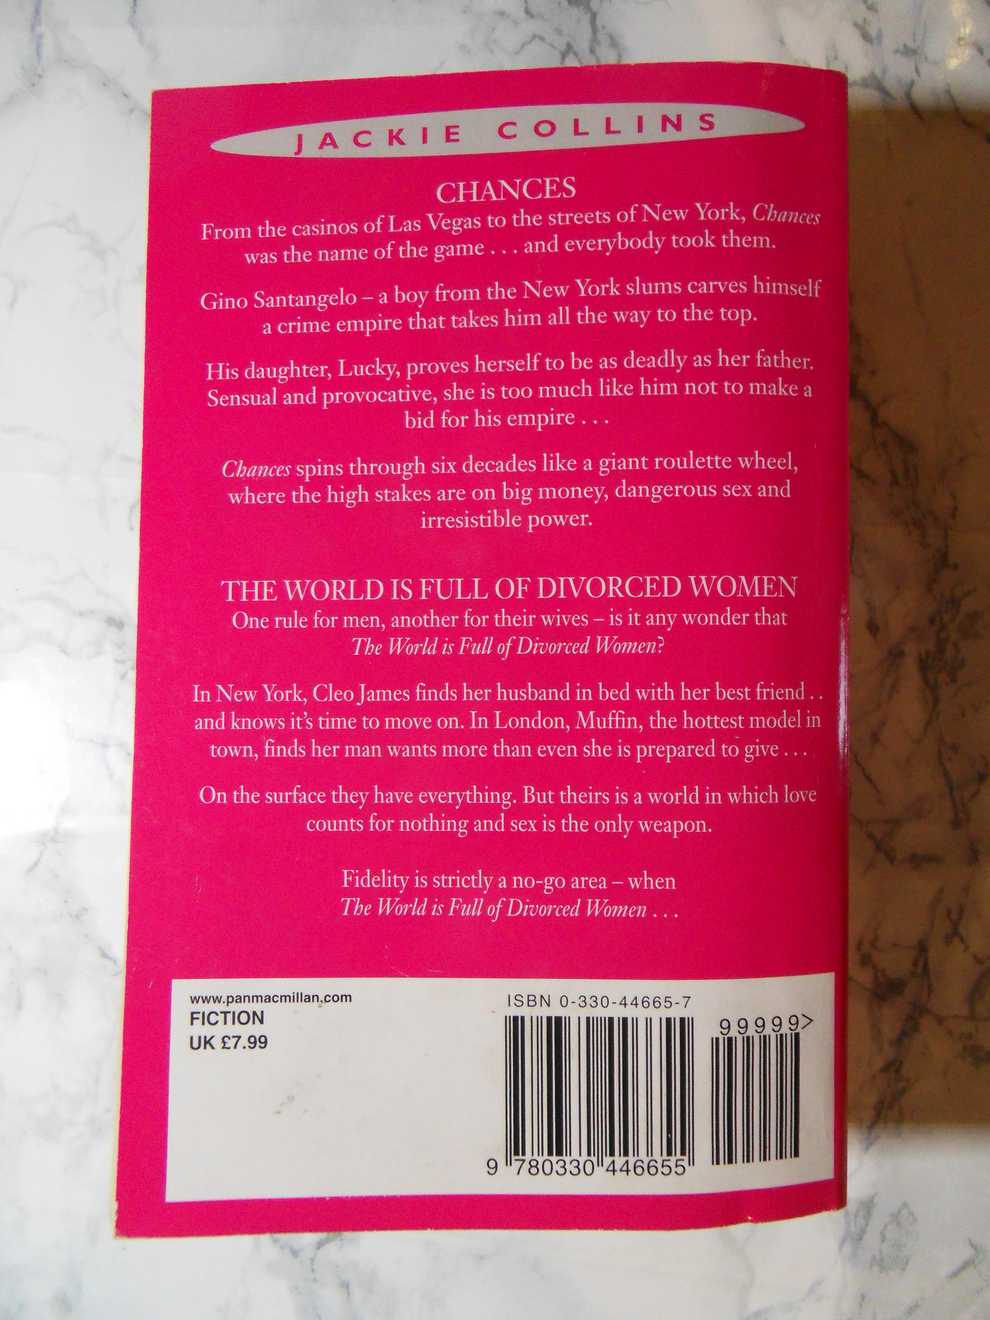 JACKIE COLLINS
CHANCES
From the casinos of Las Vegas to the streets of New York, Chances
was the name of the game . . . and everybody took them.
Gino Santangelo – a boy from the New York slums carves himself
a crime empire that takes him all the way to the top.
His daughter, Lucky, proves herself to be as deadly as her father.
Sensual and provocative, she is too much like him not to make a
bid for his empire . . .
Chances spins through six decades like a giant roulette wheel,
where the high stakes are on big money, dangerous sex and
irresistible power.
THE WORLD IS FULL OF DIVORCED WOMEN
One rule for men, another for their wives – is it any wonder that
The World is Full of Divorced Women?
In New York, Cleo James finds her husband in bed with her best friend . .
and knows it's time to move on. In London, Muffin, the hottest model in
town, finds her man wants more than even she is prepared to give . . .
On the surface they have everything. But theirs is a world in which love
counts for nothing and sex is the only weapon.
Fidelity is strictly a no-go area – when
The World is Full of Divorced Women . . .
www.panmacmillan.com
FICTION
UK £7.99
ISBN 0-330-44665-7
99999>
9 780330 446655